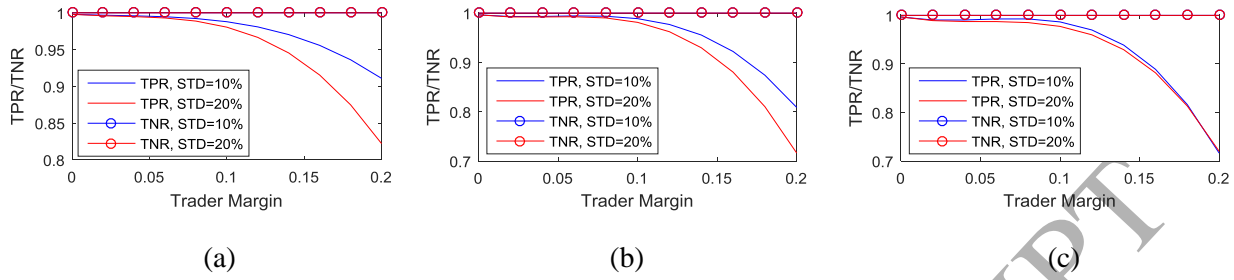 1
0.95
0.9
0.85
0.8
TPR/TNR
TPR, STD=10%
TPR, STD=20%
TNR, STD=10%
TNR, STD=20%
0 0.05 0.1 0.15 0.2
Trader Margin
(a)
1
0.9
0.8
0.7
TPR/TNR
TPR, STD=10%
TPR, STD=20%
TNR, STD=10%
TNR, STD=20%
0 0.05 0.1 0.15 0.2
Trader Margin
(b)
1
0.9
0.8
0.7
TPR/TNR
TPR, STD=10%
TPR, STD=20%
TNR, STD=10%
TNR, STD=20%
0 0.05 0.1 0.15 0.2
Trader Margin
(c)